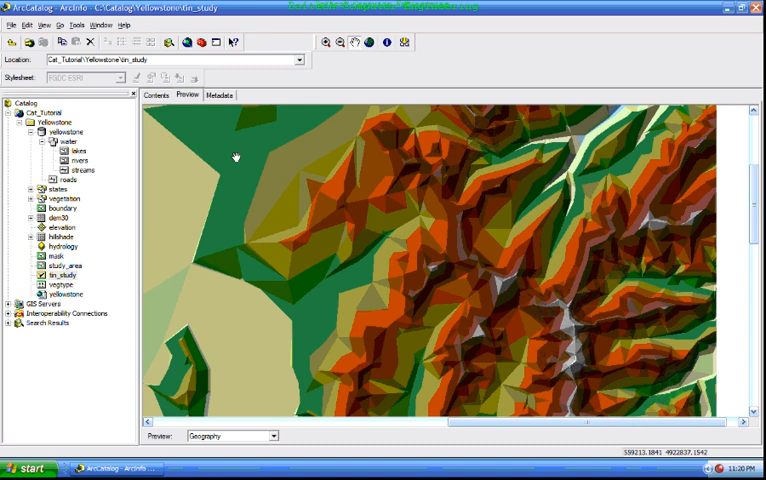 ArcCatalog - ArcInfo - C:\Catalog\Yellowstone\tin_study
File Edit View Go Tools Window Help
Location: Cat_Tutorial\Yellowstone\tin_study
Stylesheet: FGDC ESRI
Contents Preview Metadata
Catalog
Cat_Tutorial
Yellowstone
yellowstone
water
lakes
rivers
streams
roads
states
vegetation
boundary
dem30
elevation
hillshade
hydrology
mask
study_area
tin_study
vegtype
yellowstone
GIS Servers
Interoperability Connections
Search Results
Preview: Geography
559213.1841 4922837.1542
start
ArcCatalog - ArcInfo ...
11:20 PM